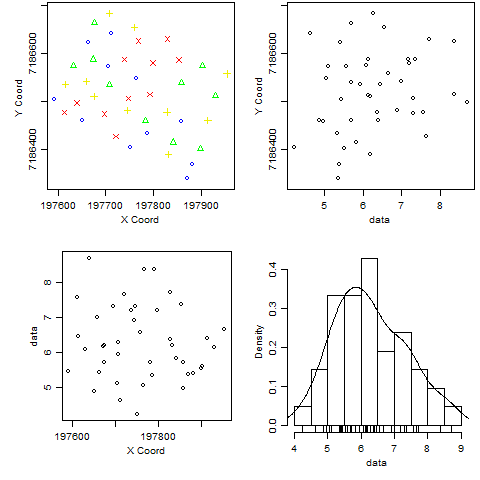 7186600
7186400
Y Coord
197600 197700 197800 197900
X Coord
Y Coord
7186600
7186400
5 6 7 8
data
8
7
6
5
data
197600 197800
X Coord
0.4
0.3
0.2
0.1
0.0
Density
4 5 6 7 8 9
data